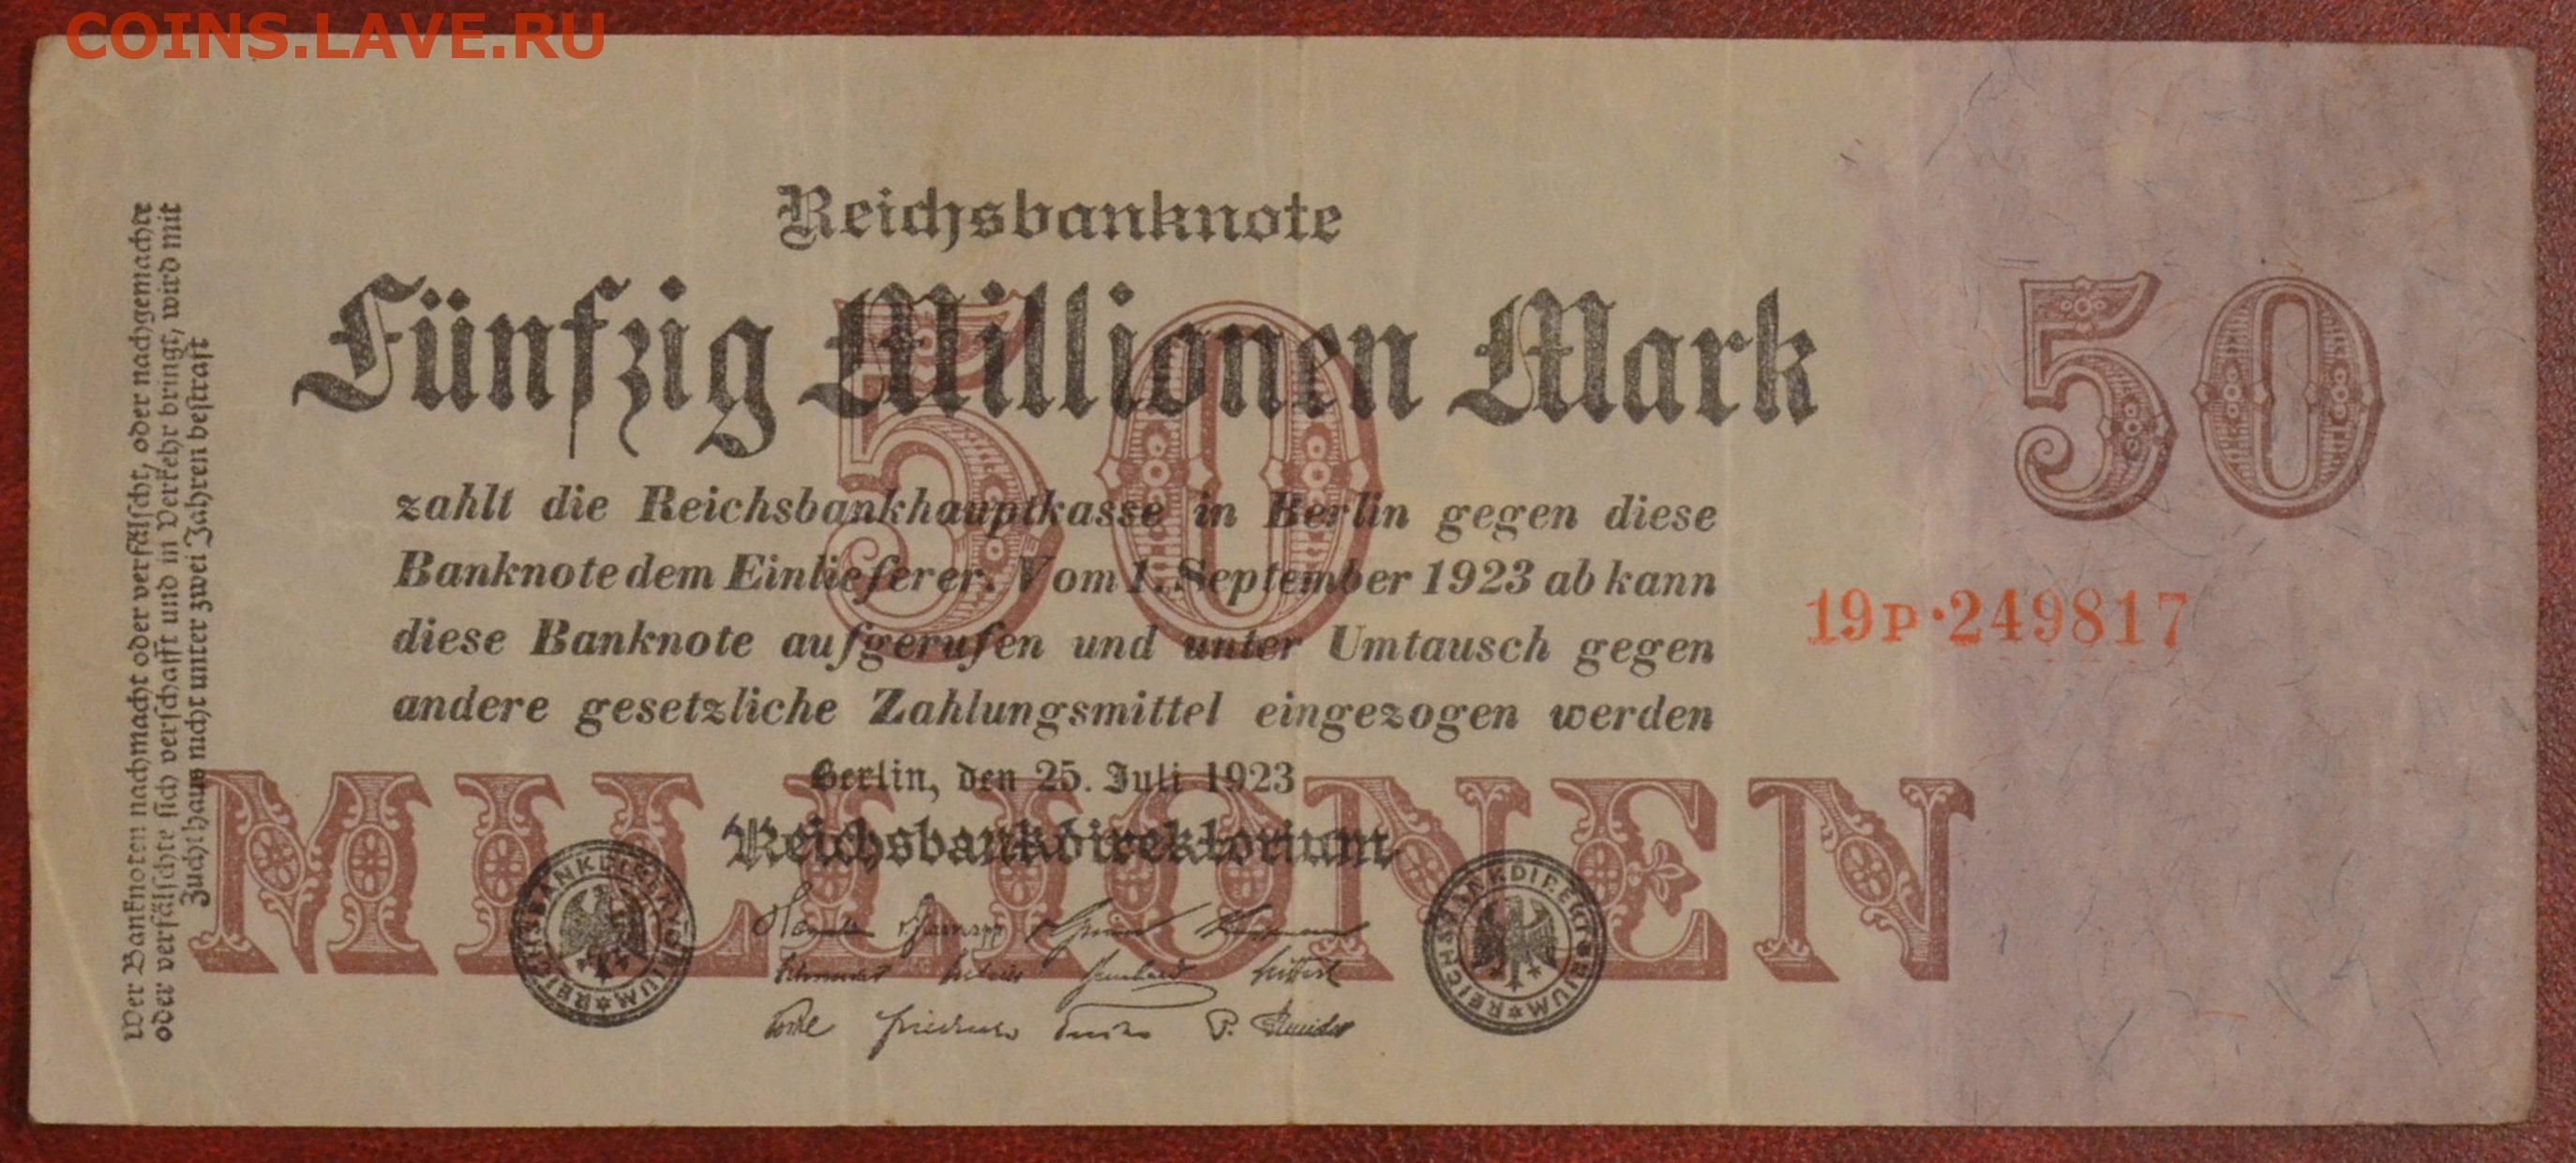 COINS.LAVE.RU
Reichsbanknote
Fünfzig Millionen Mark
50
50
zahlt die Reichsbankhauptkasse in Berlin gegen diese
Banknote dem Einlieferer. Vom 1. September 1923 ab kann
diese Banknote aufgerufen und unter Umtausch gegen
andere gesetzliche Zahlungsmittel eingezogen werden
19P·249817
Berlin, den 25. Juli 1923
Reichsbankdirektorium
MILLIONEN
REICHSBANKDIREKTORIUM
REICHSBANKDIREKTORIUM
Wer Banknoten nachmacht oder verfälscht, oder nachgemachte
oder verfälschte sich verschafft und in Verkehr bringt, wird mit
Zuchthaus nicht unter zwei Jahren bestraft